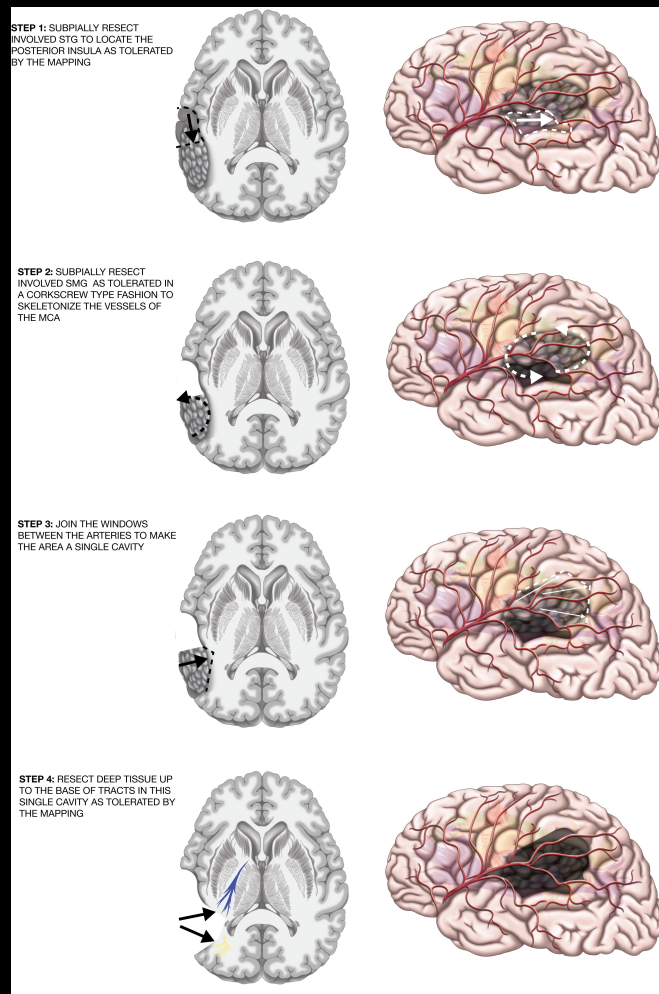 STEP 1: SUBPIALLY RESECT
INVOLVED STG TO LOCATE THE
POSTERIOR INSULA AS TOLERATED
BY THE MAPPING
STEP 2: SUBPIALLY RESECT
INVOLVED SMG AS TOLERATED IN
A CORKSCREW TYPE FASHION TO
SKELETONIZE THE VESSELS OF
THE MCA
STEP 3: JOIN THE WINDOWS
BETWEEN THE ARTERIES TO MAKE
THE AREA A SINGLE CAVITY
STEP 4: RESECT DEEP TISSUE UP
TO THE BASE OF TRACTS IN THIS
SINGLE CAVITY AS TOLERATED BY
THE MAPPING